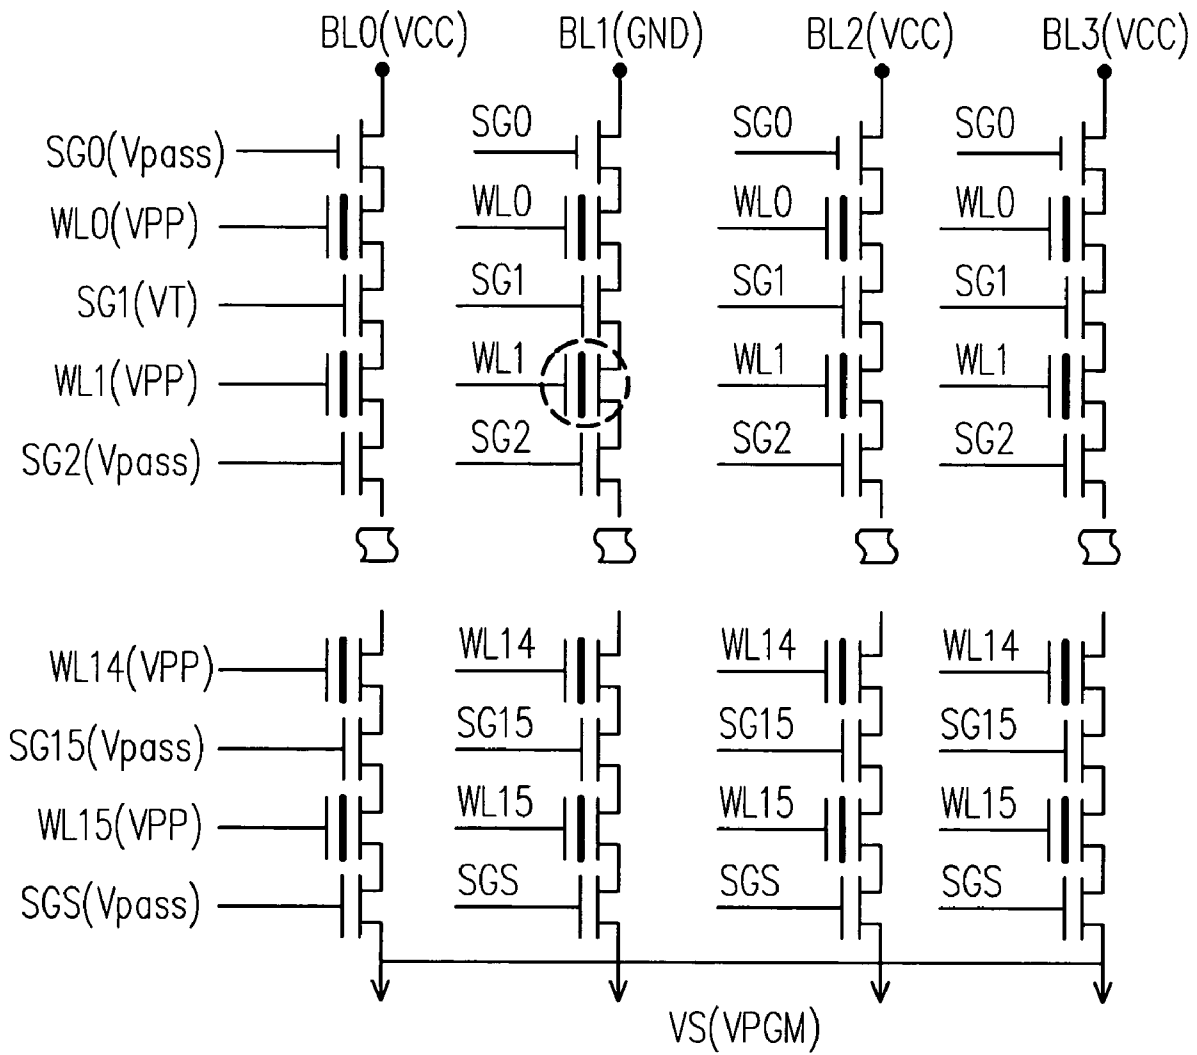 BL0(VCC) BL1(GND) BL2(VCC) BL3(VCC)
SG0(Vpass) SG0 SG0 SG0
WL0(VPP) WL0 WL0 WL0
SG1(VT) SG1 SG1 SG1
WL1(VPP) WL1 WL1 WL1
SG2(Vpass) SG2 SG2 SG2
WL14(VPP) WL14 WL14 WL14
SG15(Vpass) SG15 SG15 SG15
WL15(VPP) WL15 WL15 WL15
SGS(Vpass) SGS SGS SGS
VS(VPGM)